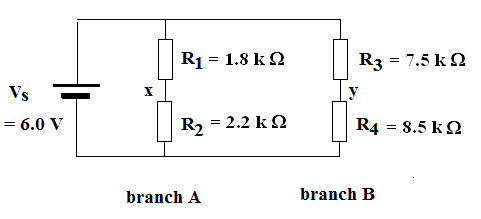 R1 = 1.8 k Ω
R3 = 7.5 k Ω
Vs
x
y
= 6.0 V
R2 = 2.2 k Ω
R4 = 8.5 k Ω
branch A
branch B